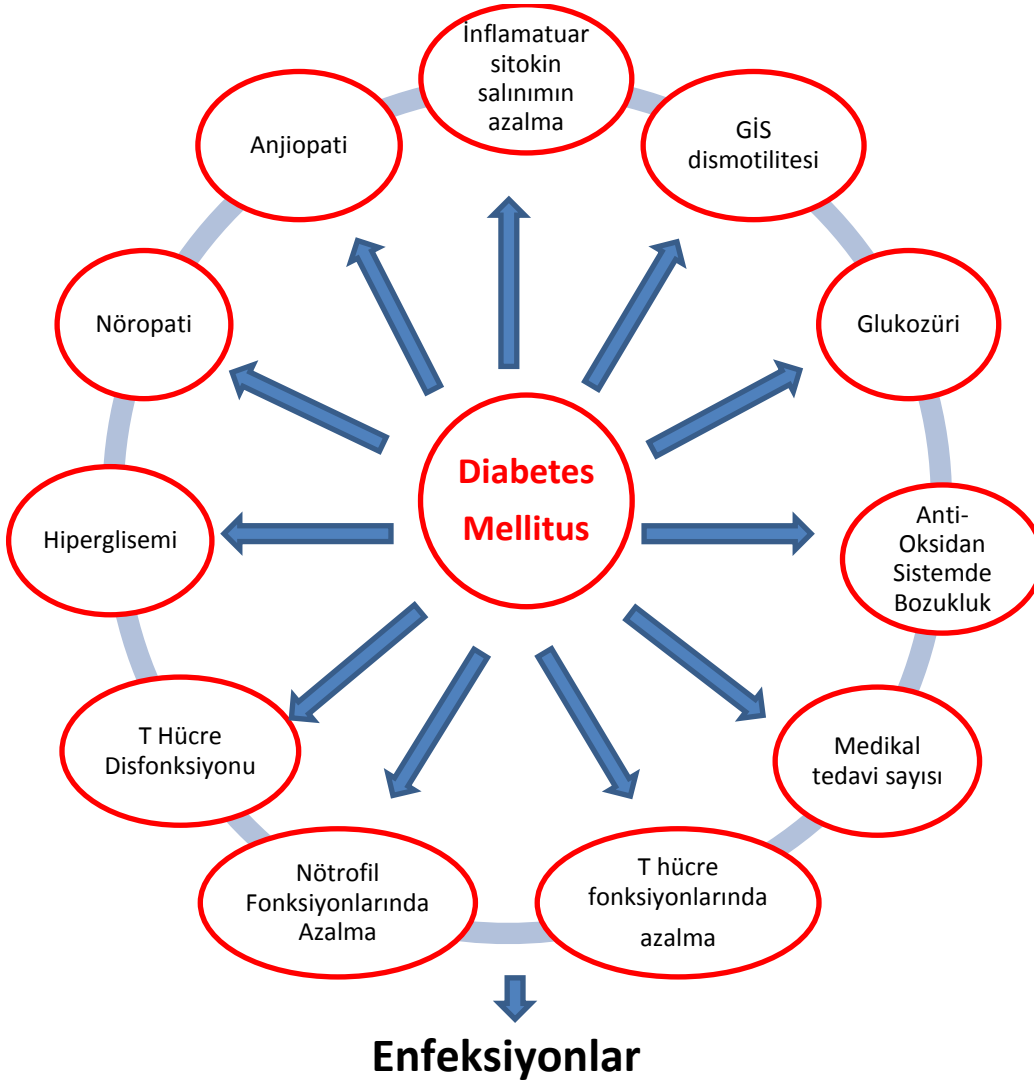 İnflamatuar
sitokin
salınımın
azalma
GİS
dismotilitesi
Anjiopati
Glukozüri
Nöropati
Diabetes
Mellitus
Anti-
Oksidan
Sistemde
Bozukluk
Hiperglisemi
Medikal
tedavi sayısı
T Hücre
Disfonksiyonu
T hücre
fonksiyonlarında
azalma
Nötrofil
Fonksiyonlarında
Azalma
Enfeksiyonlar